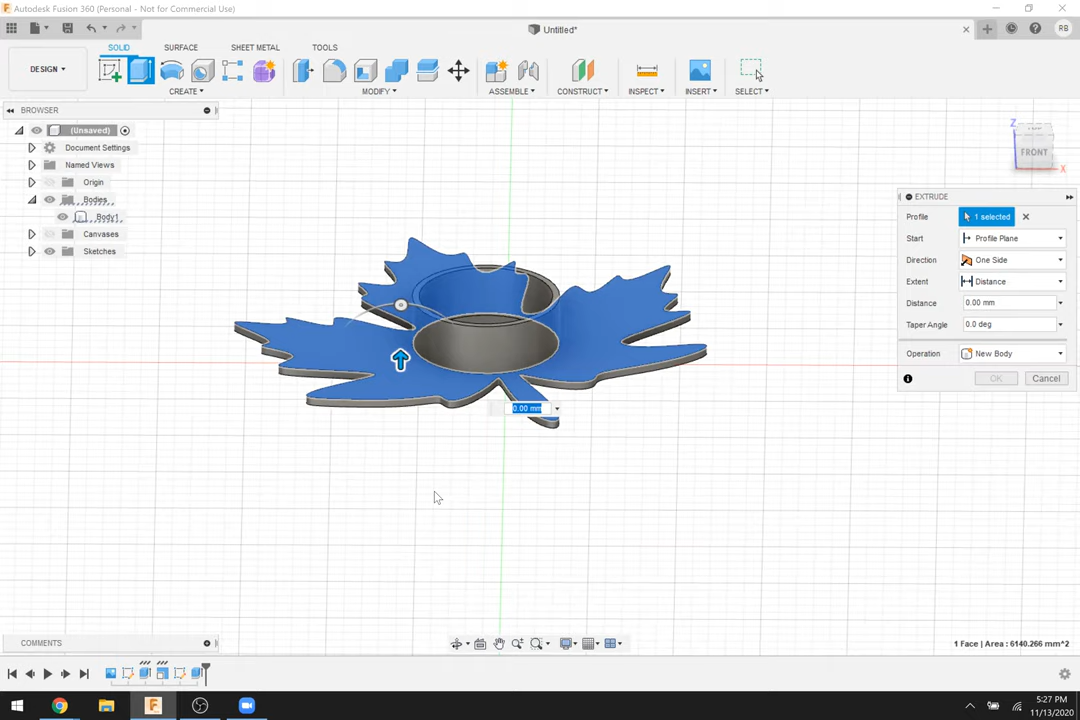 Autodesk Fusion 360 (Personal - Not for Commercial Use)
Untitled*
RB
SOLID SURFACE SHEET METAL TOOLS
DESIGN
CREATE MODIFY ASSEMBLE CONSTRUCT INSPECT INSERT SELECT
BROWSER
(Unsaved)
Document Settings
Named Views
Origin
Bodies
Body1
Canvases
Sketches
Z
TOP
FRONT
X
EXTRUDE
Profile 1 selected
Start Profile Plane
Direction One Side
Extent Distance
Distance 0.00 mm
Taper Angle 0.0 deg
Operation New Body
OK Cancel
0.00 mm
COMMENTS
1 Face | Area : 6140.266 mm^2
5:27 PM
11/13/2020